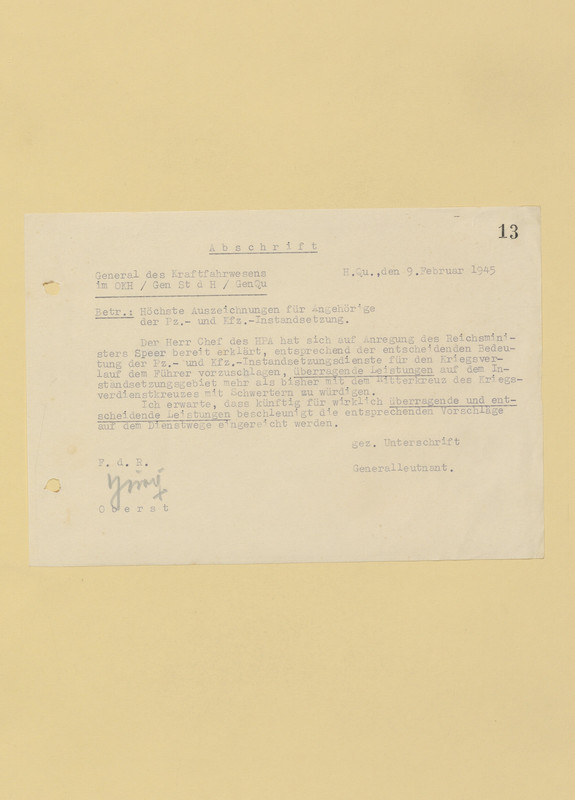 13
Abschrift
General des Kraftfahrwesens
im OKH / Gen St d H / GenQu
H.Qu.,den 9.Februar 1945
Betr.: Höchste Auszeichnungen für Angehörige
der Pz.- und Kfz.-Instandsetzung.
Der Herr Chef des HPA hat sich auf Anregung des Reichsmini-
sters Speer bereit erklärt, entsprechend der entscheidenden Bedeu-
tung der Pz.- und Kfz.-Instandsetzungsdienste für den Kriegsver-
lauf dem Führer vorzuschlagen, überragende Leistungen auf dem In-
standsetzungsgebiet mehr als bisher mit dem Ritterkreuz des Kriegs-
verdienstkreuzes mit Schwertern zu würdigen.
Ich erwarte, dass künftig für wirklich überragende und ent-
scheidende Leistungen beschleunigt die entsprechenden Vorschläge
auf dem Dienstwege eingereicht werden.
gez. Unterschrift
Generalleutnant.
F. d. R.
Oberst